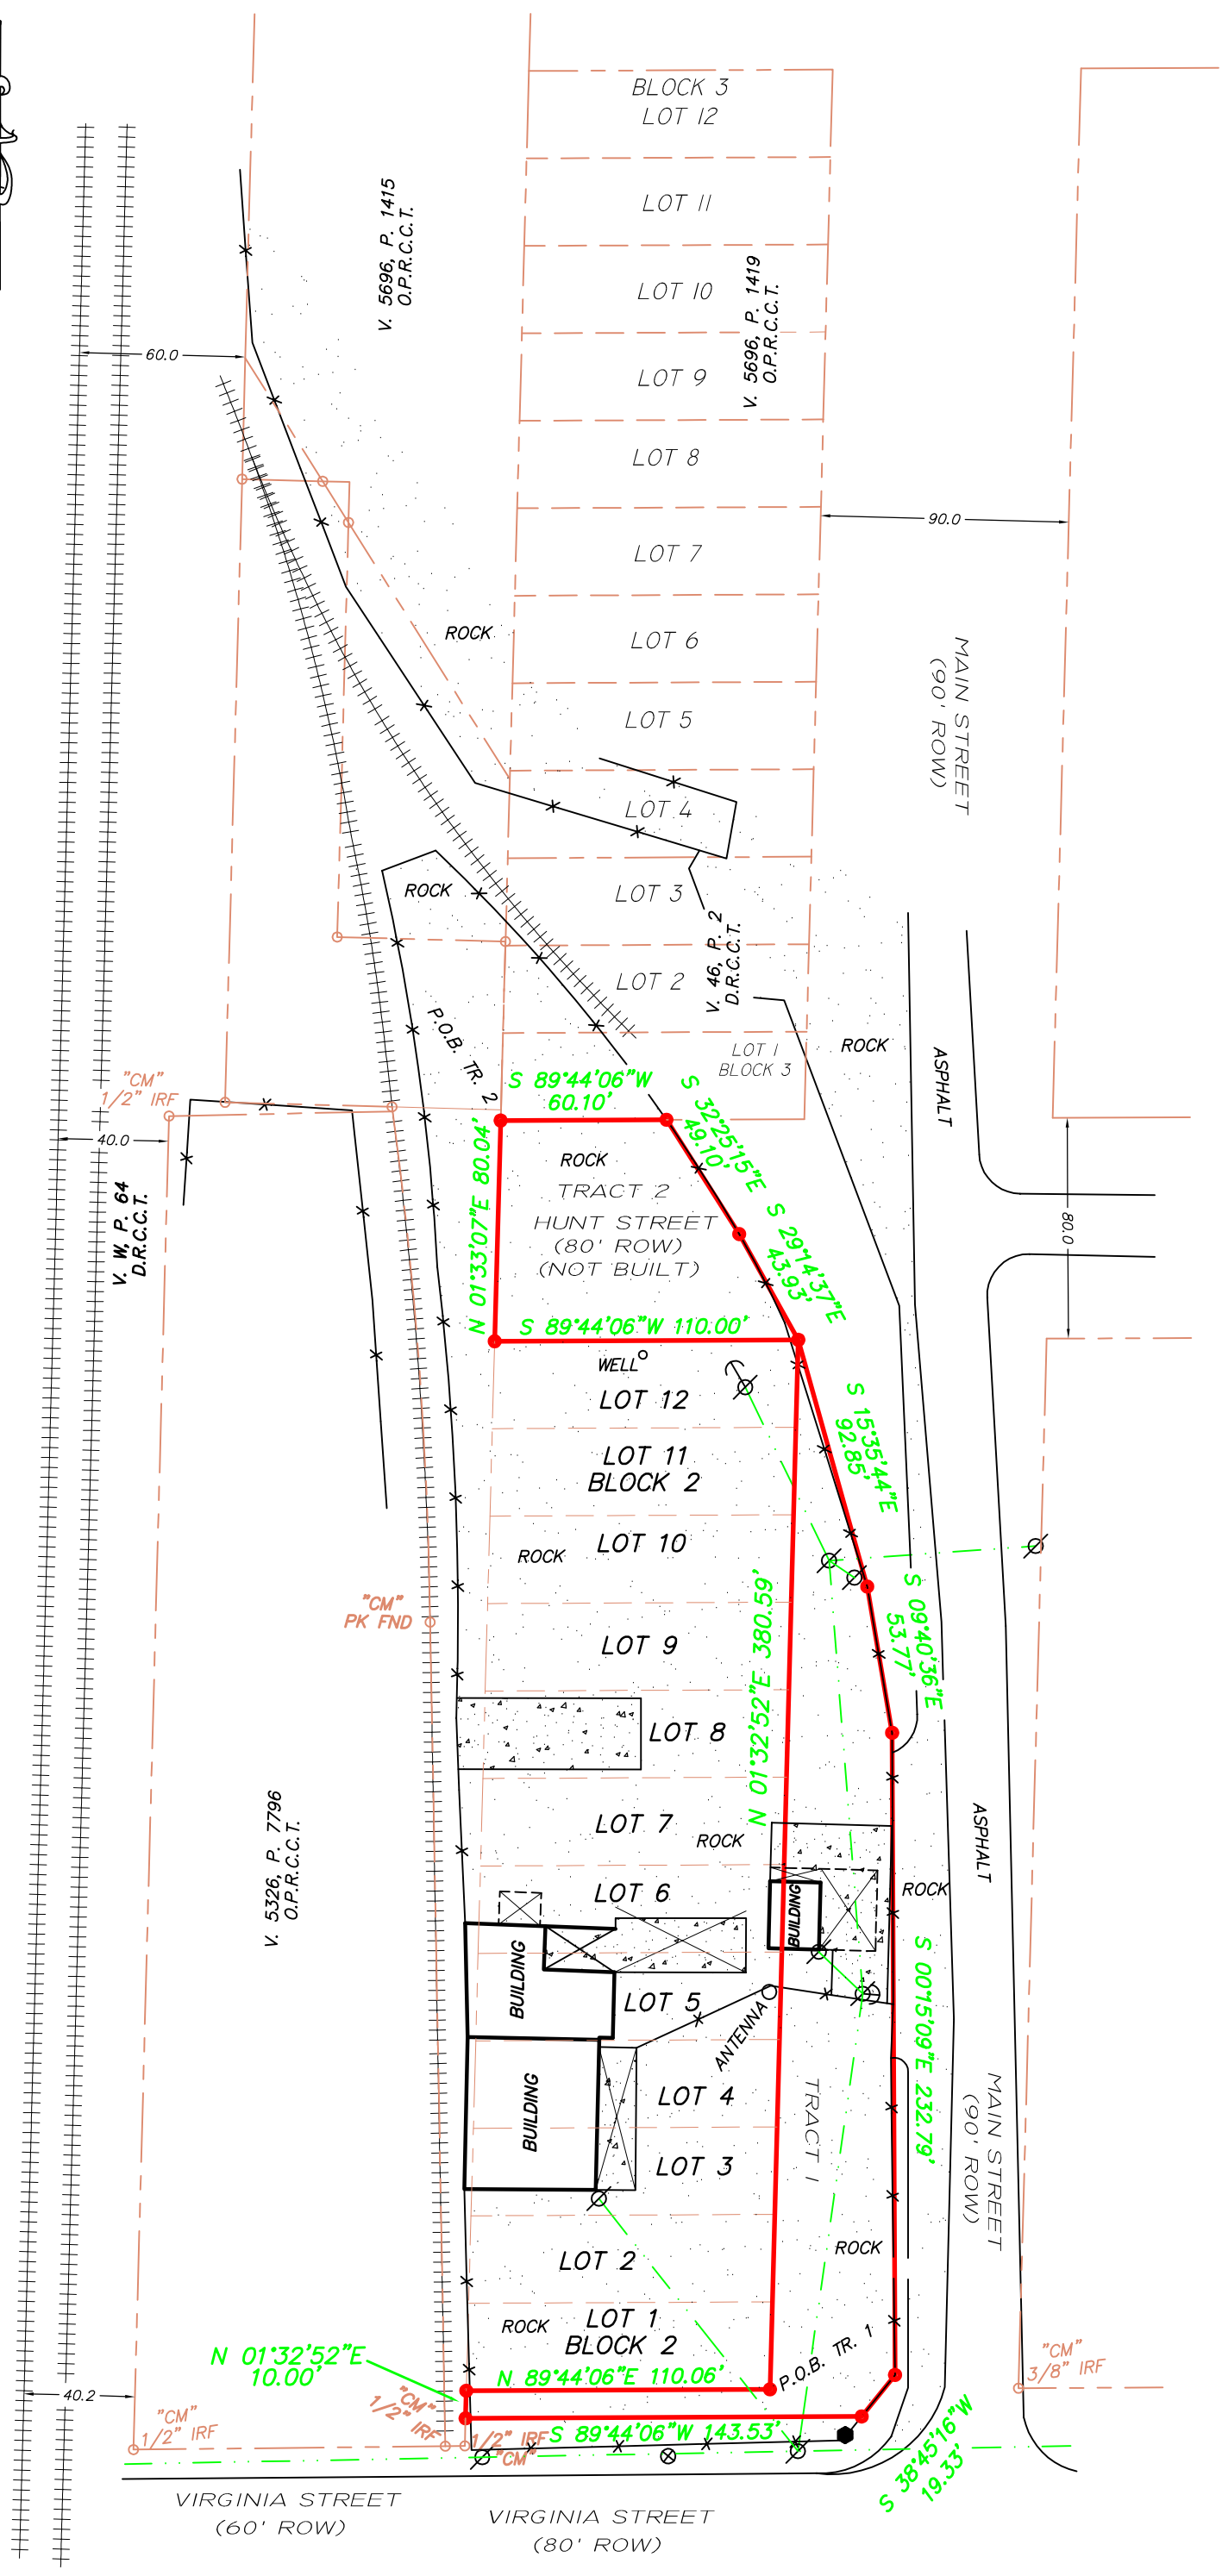 BLOCK 3
LOT 12
LOT 11
V. 5696, P. 1415
O.P.R.C.C.T.
LOT 10
V. 5696, P. 1419
O.P.R.C.C.T.
60.0
LOT 9
LOT 8
90.0
LOT 7
ROCK
LOT 6
MAIN STREET
(90' ROW)
LOT 5
LOT 4
ROCK
LOT 3
V. 46, P. 2
D.R.C.C.T.
LOT 2
P.O.B. TR. 2
LOT 1
BLOCK 3
ROCK
ASPHALT
"CM"
1/2" IRF
S 89°44'06"W
60.10'
S 32°25'15"E
49.10'
40.0
V. W, P. 64
D.R.C.C.T.
N 01°33'07"E 80.04'
ROCK
TRACT 2
HUNT STREET
(80' ROW)
(NOT BUILT)
S 29°14'37"E
43.93'
80.0
S 89°44'06"W 110.00'
WELL
LOT 12
S 15°35'44"E
92.85'
LOT 11
BLOCK 2
LOT 10
ROCK
"CM"
PK FND
N 01°32'52"E 380.59'
S 09°40'36"E
53.77'
LOT 9
LOT 8
LOT 7
ROCK
ASPHALT
V. 5326, P. 7796
O.P.R.C.C.T.
LOT 6
BUILDING
ROCK
BUILDING
LOT 5
ANTENNA
S 00°15'09"E 232.79'
BUILDING
LOT 4
TRACT 1
LOT 3
MAIN STREET
(90' ROW)
LOT 2
ROCK
LOT 1
BLOCK 2
ROCK
P.O.B. TR. 1
N 01°32'52"E
10.00'
N 89°44'06"E 110.06'
"CM"
3/8" IRF
40.2
"CM"
1/2" IRF
"CM"
1/2" IRF
1/2" IRF
"CM"
S 89°44'06"W 143.53'
S 38°45'16"W
19.33'
VIRGINIA STREET
(60' ROW)
VIRGINIA STREET
(80' ROW)